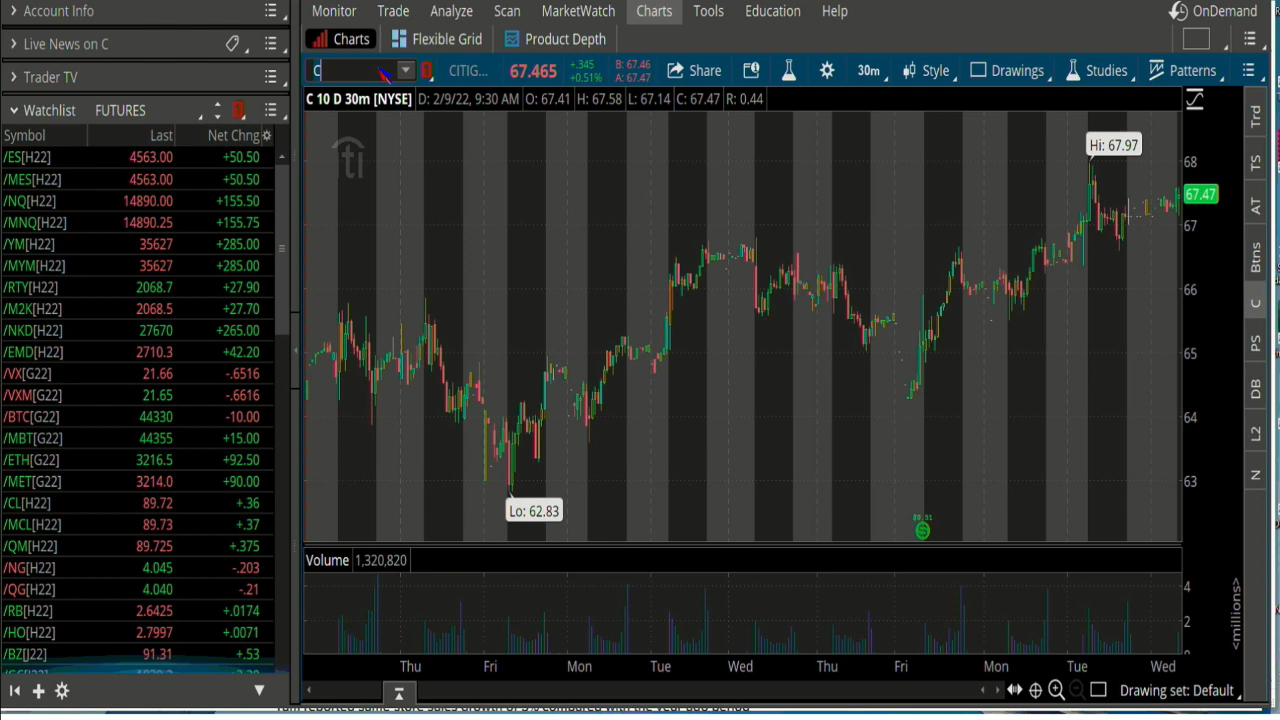 Account Info
Live News on C
Trader TV
Watchlist FUTURES
Symbol Last Net Chng
/ES[H22] 4563.00 +50.50
/MES[H22] 4563.00 +50.50
/NQ[H22] 14890.00 +155.50
/MNQ[H22] 14890.25 +155.75
/YM[H22] 35627 +285.00
/MYM[H22] 35627 +285.00
/RTY[H22] 2068.7 +27.90
/M2K[H22] 2068.5 +27.70
/NKD[H22] 27670 +265.00
/EMD[H22] 2710.3 +42.20
/VX[G22] 21.66 -.6516
/VXM[G22] 21.65 -.6616
/BTC[G22] 44330 -10.00
/MBT[G22] 44355 +15.00
/ETH[G22] 3216.5 +92.50
/MET[G22] 3214.0 +90.00
/CL[H22] 89.72 +.36
/MCL[H22] 89.73 +.37
/QM[H22] 89.725 +.375
/NG[H22] 4.045 -.203
/QG[H22] 4.040 -.21
/RB[H22] 2.6425 +.0174
/HO[H22] 2.7997 +.0071
/BZ[J22] 91.31 +.53
Monitor Trade Analyze Scan MarketWatch Charts Tools Education Help
OnDemand
Charts Flexible Grid Product Depth
C 1 CITIG... 67.465 +.345 +0.51% B: 67.46 A: 67.47 Share 30m Style Drawings Studies Patterns
C 10 D 30m [NYSE] D: 2/9/22, 9:30 AM O: 67.41 H: 67.58 L: 67.14 C: 67.47 R: 0.44
Hi: 67.97
68
67.47
67
66
65
64
63
Lo: 62.83
$0.51
$
Volume 1,320,820
4
2
0
<millions>
Thu Fri Mon Tue Wed Thu Fri Mon Tue Wed
Drawing set: Default
Trd
TS
AT
Btns
C
PS
DB
L2
N